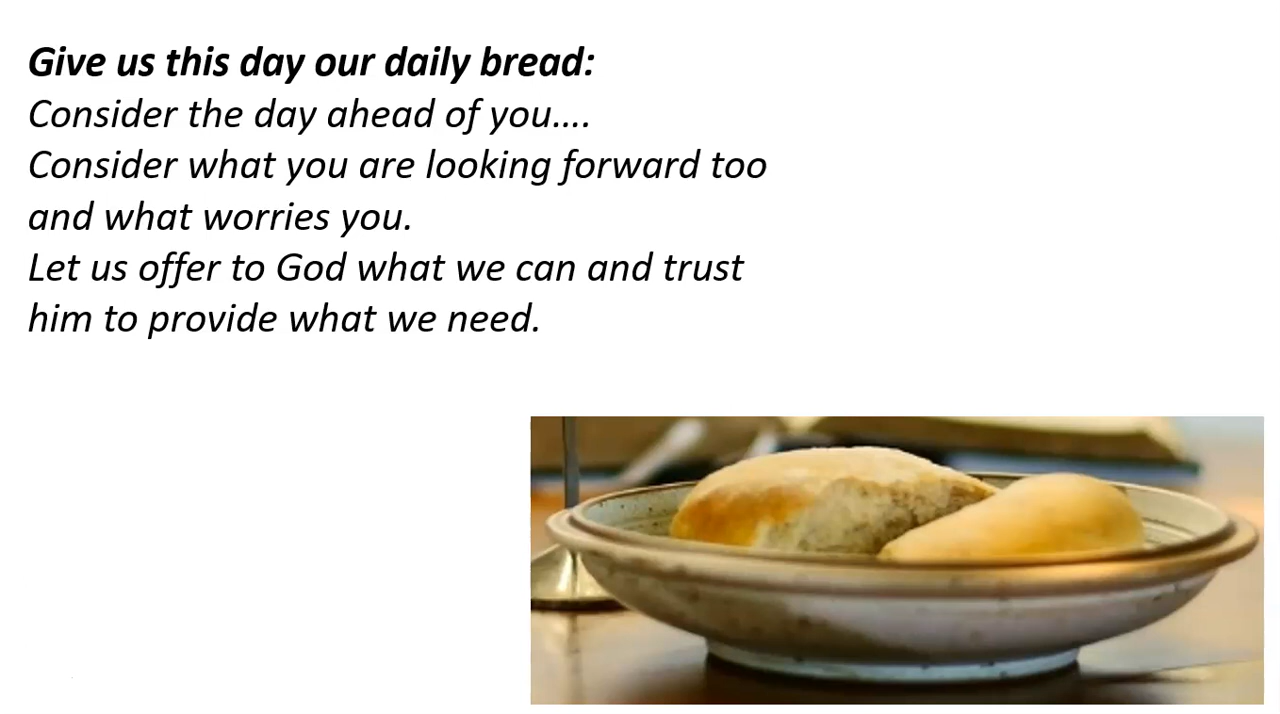 Give us this day our daily bread:
Consider the day ahead of you....
Consider what you are looking forward too
and what worries you.
Let us offer to God what we can and trust
him to provide what we need.